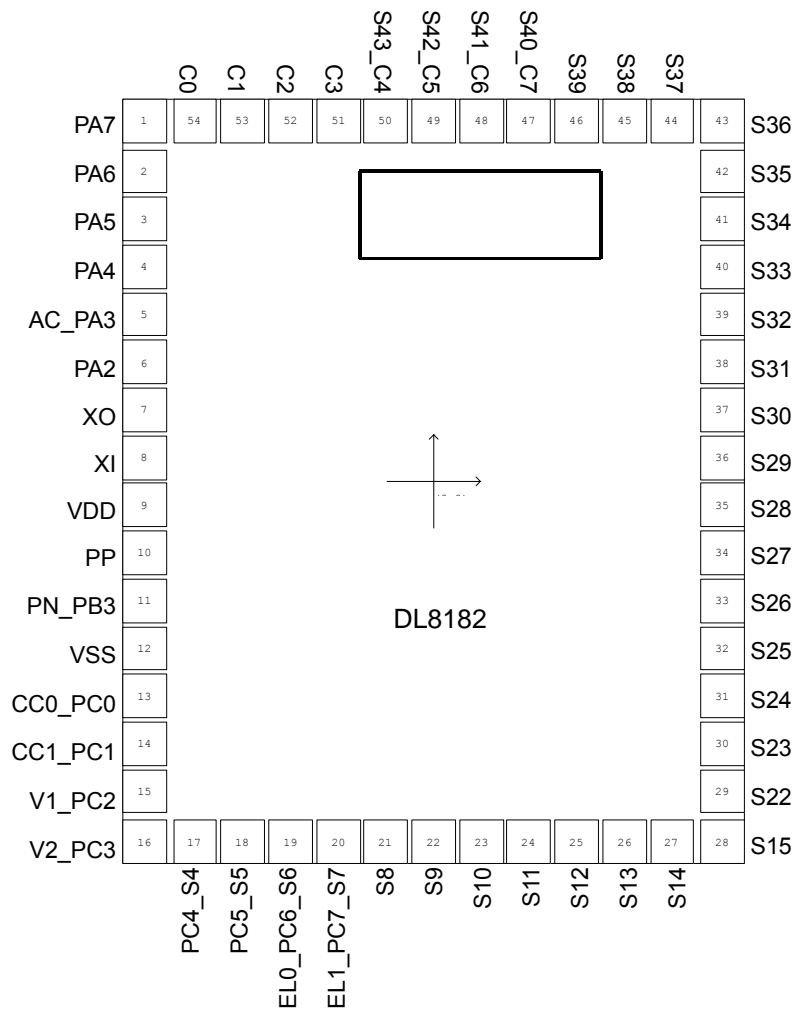 C0 C1 C2 C3 S43_C4 S42_C5 S41_C6 S40_C7 S39 S38 S37
PA7 1 54 53 52 51 50 49 48 47 46 45 44 43 S36
PA6 2 42 S35
PA5 3 41 S34
PA4 4 40 S33
AC_PA3 5 39 S32
PA2 6 38 S31
XO 7 37 S30
XI 8 36 S29
VDD 9 35 S28
PP 10 34 S27
PN_PB3 11 33 S26
DL8182
VSS 12 32 S25
CC0_PC0 13 31 S24
CC1_PC1 14 30 S23
V1_PC2 15 29 S22
V2_PC3 16 17 18 19 20 21 22 23 24 25 26 27 28 S15
PC4_S4 PC5_S5 EL0_PC6_S6 EL1_PC7_S7 S8 S9 S10 S11 S12 S13 S14